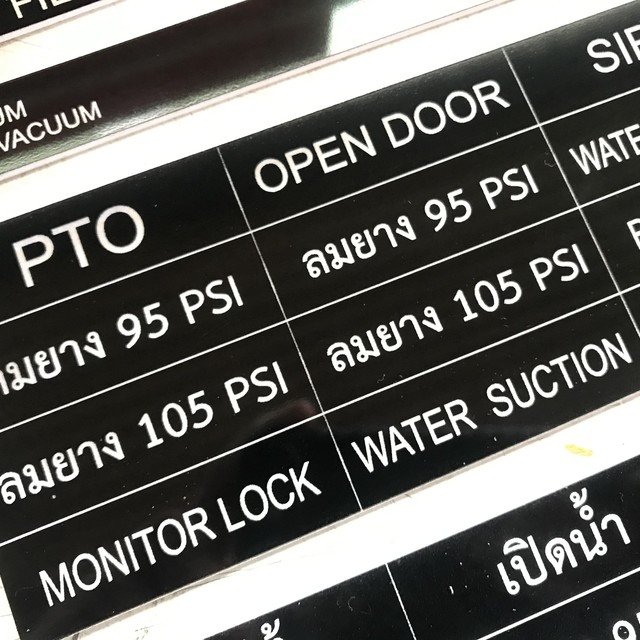 VACUUM
PTO
OPEN DOOR
ลมยาง 95 PSI
ลมยาง 95 PSI
ลมยาง 105 PSI
ลมยาง 105 PSI
MONITOR LOCK
WATER SUCTION
เปิดน้ำ